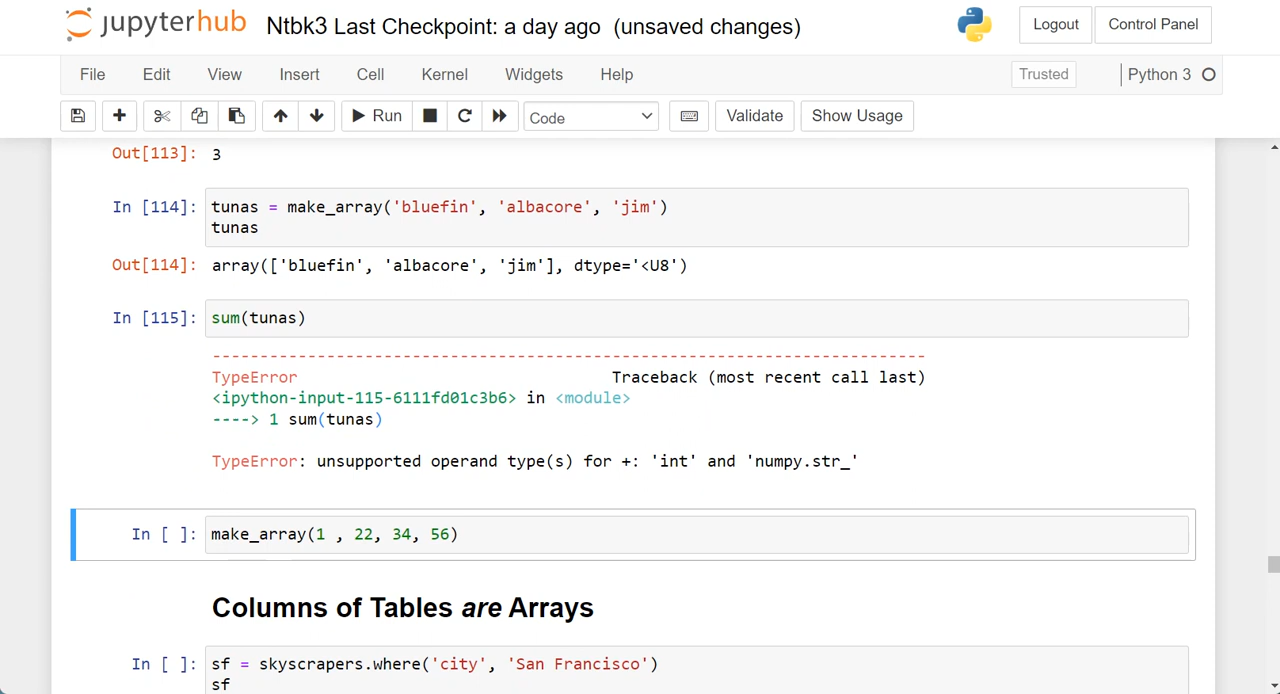 jupyterhub Ntbk3 Last Checkpoint: a day ago (unsaved changes) Logout Control Panel
File Edit View Insert Cell Kernel Widgets Help Trusted Python 3
Run Code Validate Show Usage
Out[113]: 3
In [114]: tunas = make_array('bluefin', 'albacore', 'jim')
tunas
Out[114]: array(['bluefin', 'albacore', 'jim'], dtype='<U8')
In [115]: sum(tunas)
---------------------------------------------------------------------------
TypeError Traceback (most recent call last)
<ipython-input-115-6111fd01c3b6> in <module>
----> 1 sum(tunas)
TypeError: unsupported operand type(s) for +: 'int' and 'numpy.str_'
In [ ]: make_array(1 , 22, 34, 56)
Columns of Tables are Arrays
In [ ]: sf = skyscrapers.where('city', 'San Francisco')
sf